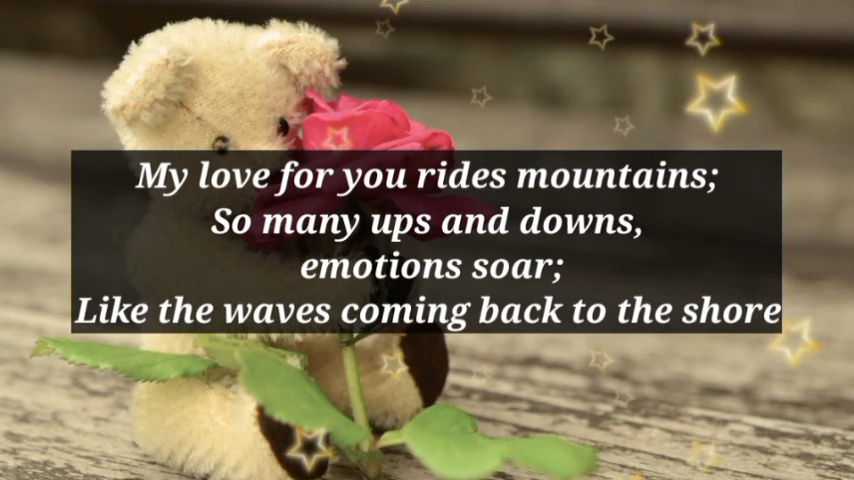 My love for you rides mountains;
So many ups and downs,
emotions soar;
Like the waves coming back to the shore